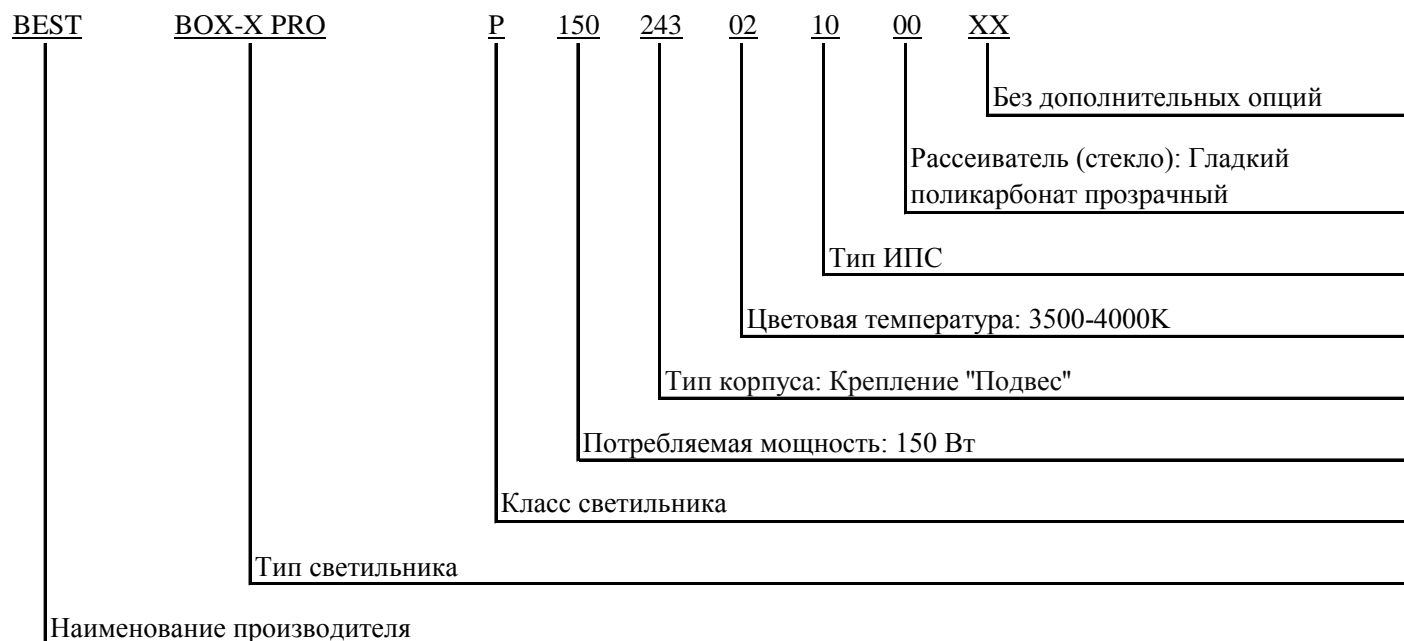 BEST BOX-X PRO P 150 243 02 10 00 XX
Без дополнительных опций
Рассеиватель (стекло): Гладкий
поликарбонат прозрачный
Тип ИПС
Цветовая температура: 3500-4000K
Тип корпуса: Крепление "Подвес"
Потребляемая мощность: 150 Вт
Класс светильника
Тип светильника
Наименование производителя